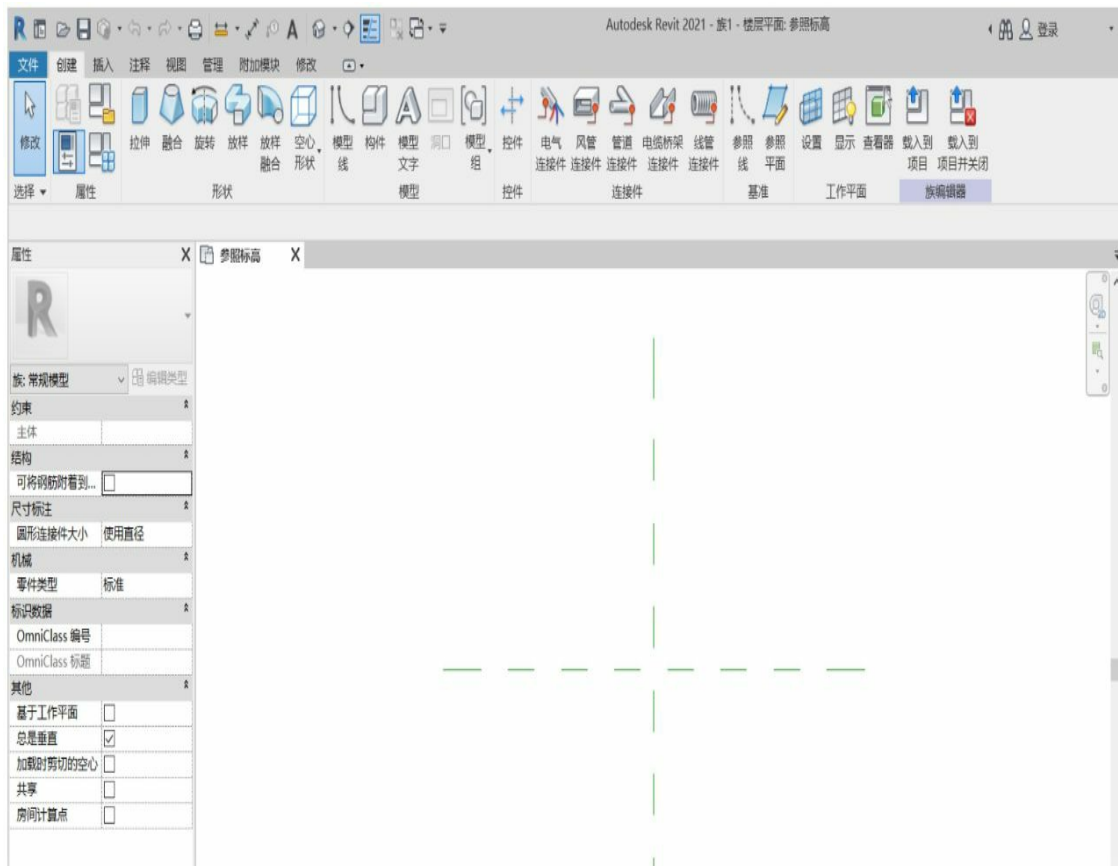 Autodesk Revit 2021 - 族1 - 楼层平面: 参照标高
登录
文件 创建 插入 注释 视图 管理 附加模块 修改
修改 拉伸 融合 旋转 放样 放样融合 空心形状 模型线 构件 模型文字 洞口 模型组 控件 电气连接件 风管连接件 管道连接件 电缆桥架连接件 线管连接件 参照线 参照平面 设置 显示 查看器 载入到项目 载入到项目并关闭
选择 属性 形状 模型 控件 连接件 基准 工作平面 族编辑器
属性 X 参照标高 X
族: 常规模型 编辑类型
约束
主体
结构
可将钢筋附着到...
尺寸标注
圆形连接件大小 使用直径
机械
零件类型 标准
标识数据
OmniClass 编号
OmniClass 标题
其他
基于工作平面
总是垂直
加载时剪切的空心
共享
房间计算点